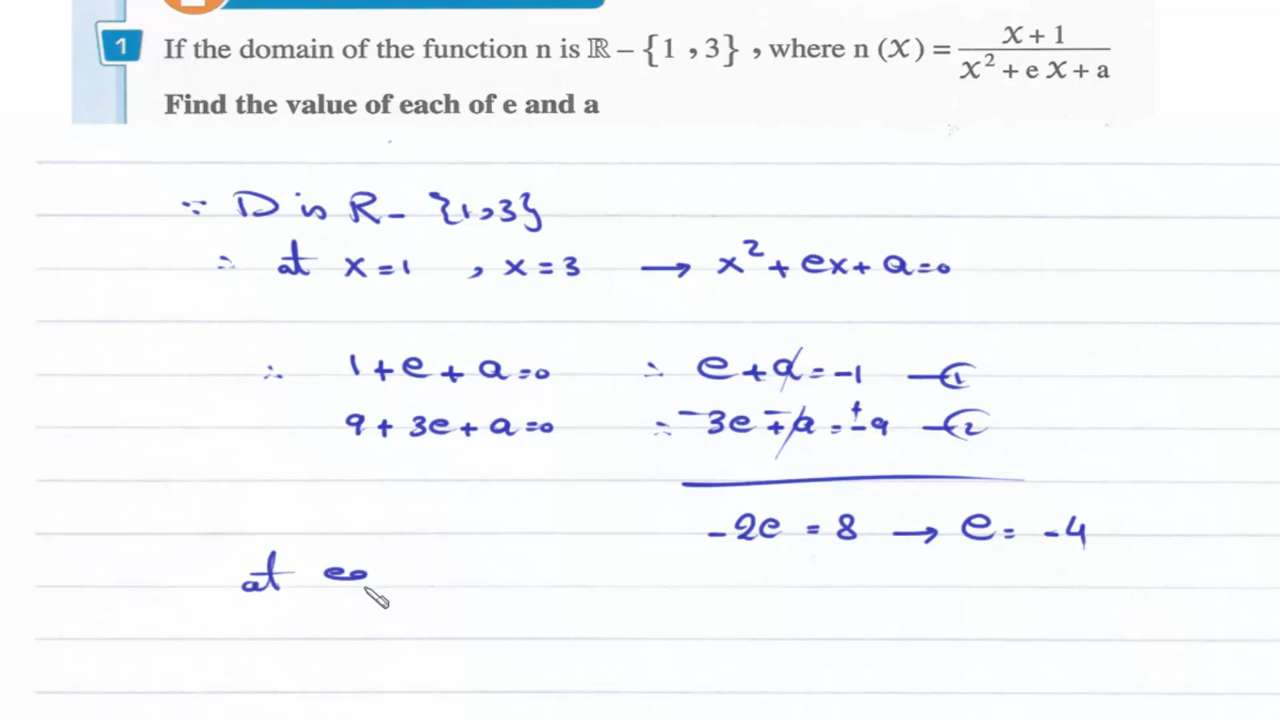 1 If the domain of the function n is ℝ – {1 , 3} , where n (X) = X + 1 / X² + e X + a
Find the value of each of e and a
∵ D is R - {1,3}
∴ at x=1 , x=3 → x² + ex + a=0
∴ 1+e+a=0 ∴ e+a=-1 —①
9+3e+a=0 ∴ 3e+a=-9 —②
-2e = 8 → e = -4
at